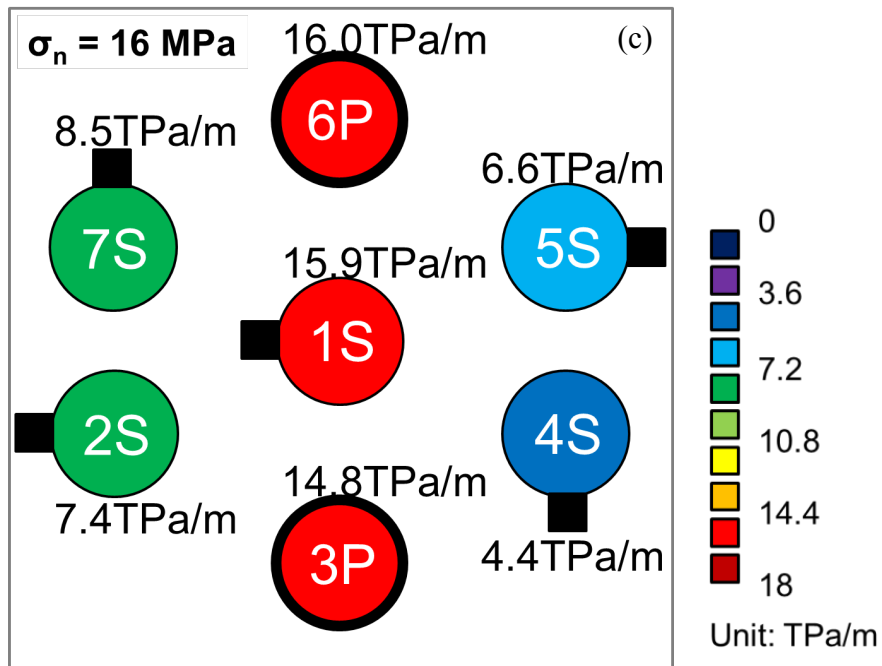 σn = 16 MPa
16.0TPa/m
(c)
6P
8.5TPa/m
7S
6.6TPa/m
5S
15.9TPa/m
1S
2S
7.4TPa/m
4S
4.4TPa/m
14.8TPa/m
3P
0
3.6
7.2
10.8
14.4
18
Unit: TPa/m